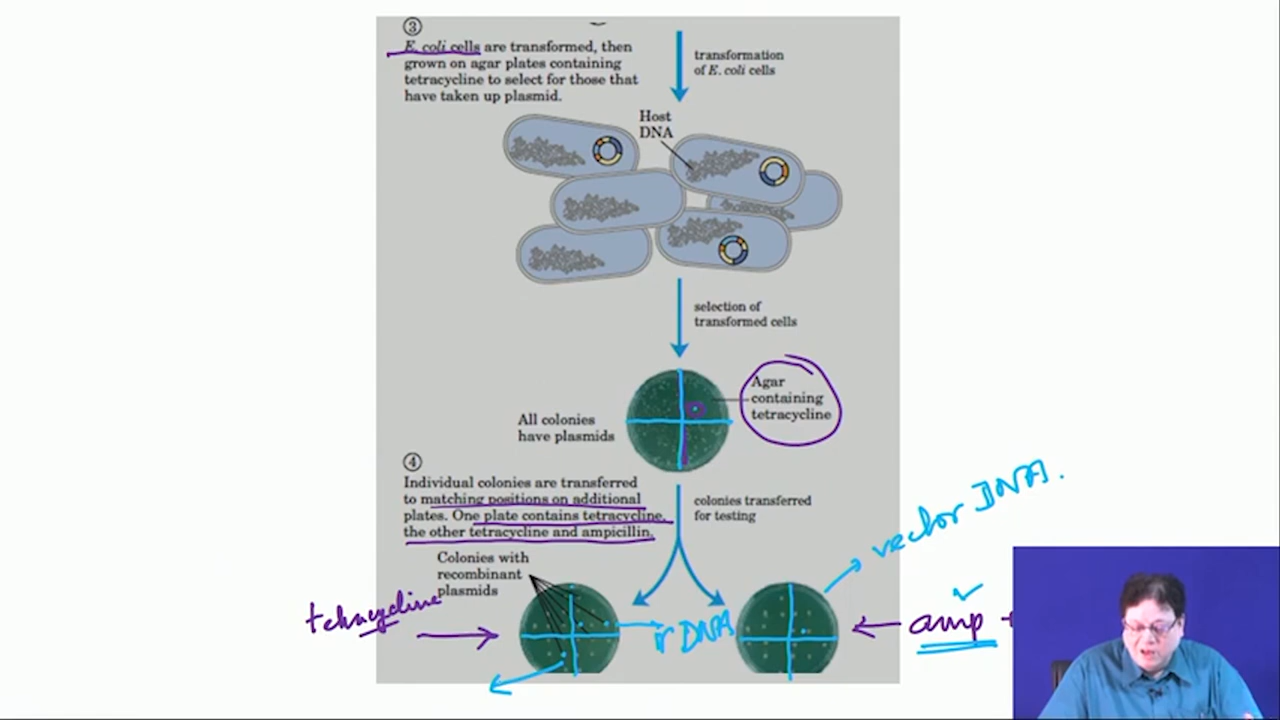 ③
E. coli cells are transformed, then
grown on agar plates containing
tetracycline to select for those that
have taken up plasmid.
transformation
of E. coli cells
Host
DNA
selection of
transformed cells
Agar
containing
tetracycline
All colonies
have plasmids
④
Individual colonies are transferred
to matching positions on additional
plates. One plate contains tetracycline,
the other tetracycline and ampicillin.
colonies transferred
for testing
vector DNA.
Colonies with
recombinant
plasmids
tetracycline
r DNA
amp +